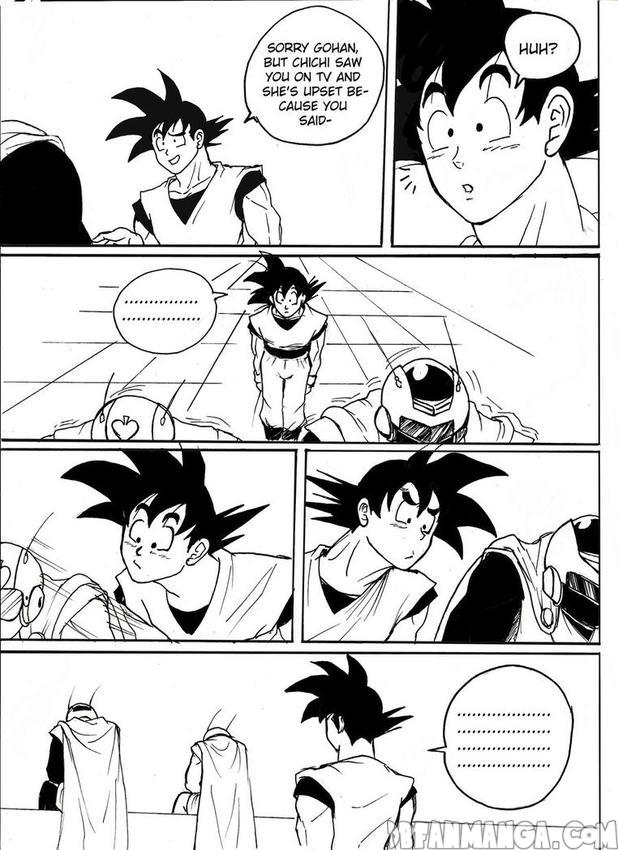 SORRY GOHAN,
BUT CHICHI SAW
YOU ON TV AND
SHE'S UPSET BE-
CAUSE YOU
SAID-
HUH?
..................
..................
.....................
.....................
.....................
.....................
DBFANMANGA.COM